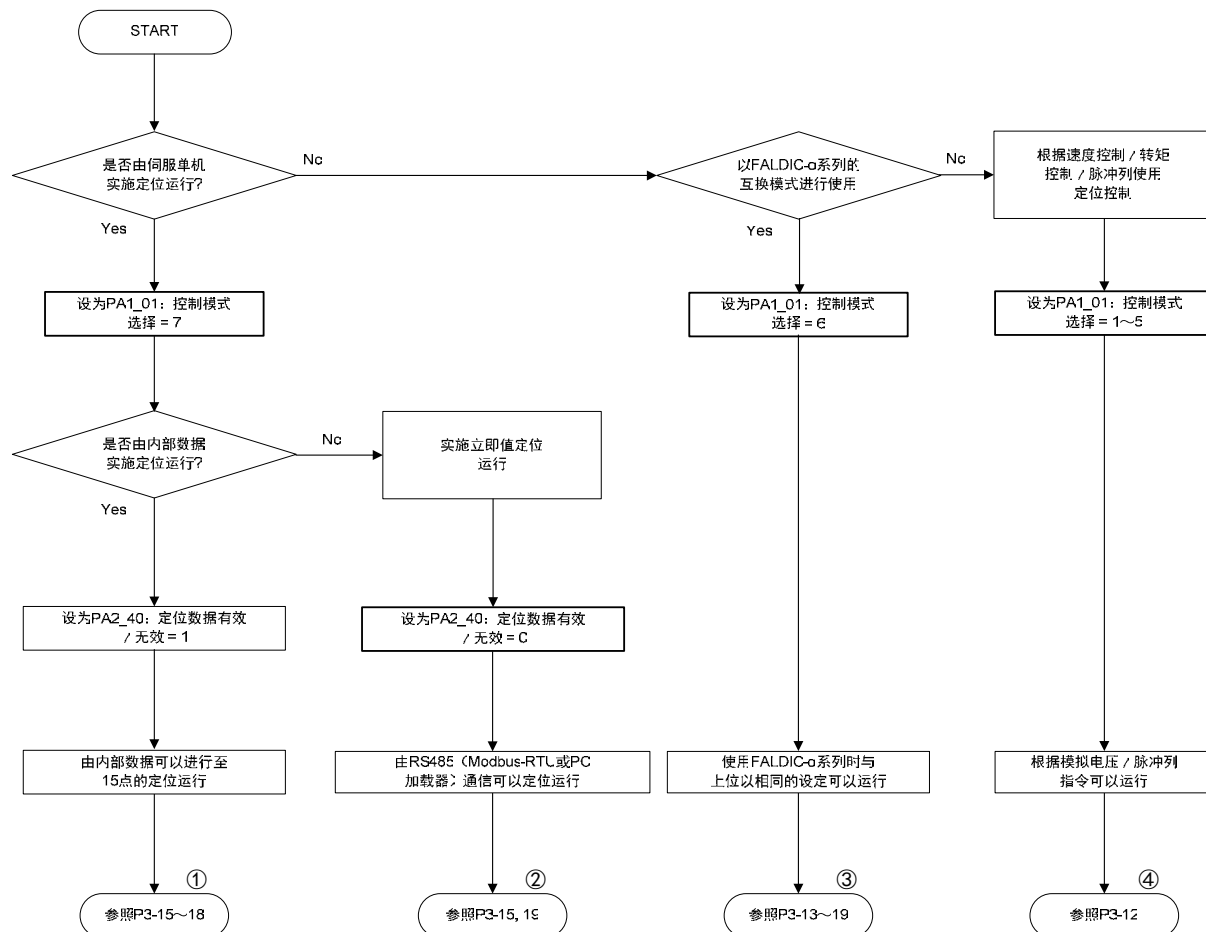 START
是否由伺服单机
实施定位运行?
No
Yes
以FALDIC-α系列的
互换模式进行使用
No
Yes
根据速度控制／转矩
控制／脉冲列使用
定位控制
设为PA1_01：控制模式
选择＝7
设为PA1_01：控制模式
选择＝6
设为PA1_01：控制模式
选择＝1～5
是否由内部数据
实施定位运行?
No
Yes
实施立即值定位
运行
设为PA2_40：定位数据有效
／无效＝1
设为PA2_40：定位数据有效
／无效＝0
由内部数据可以进行至
15点的定位运行
由RS485（Modbus-RTU或PC
加载器）通信可以定位运行
使用FALDIC-α系列时与
上位以相同的设定可以运行
根据模拟电压／脉冲列
指令可以运行
①
参照P3-15～18
②
参照P3-15, 19
③
参照P3-13～19
④
参照P3-12